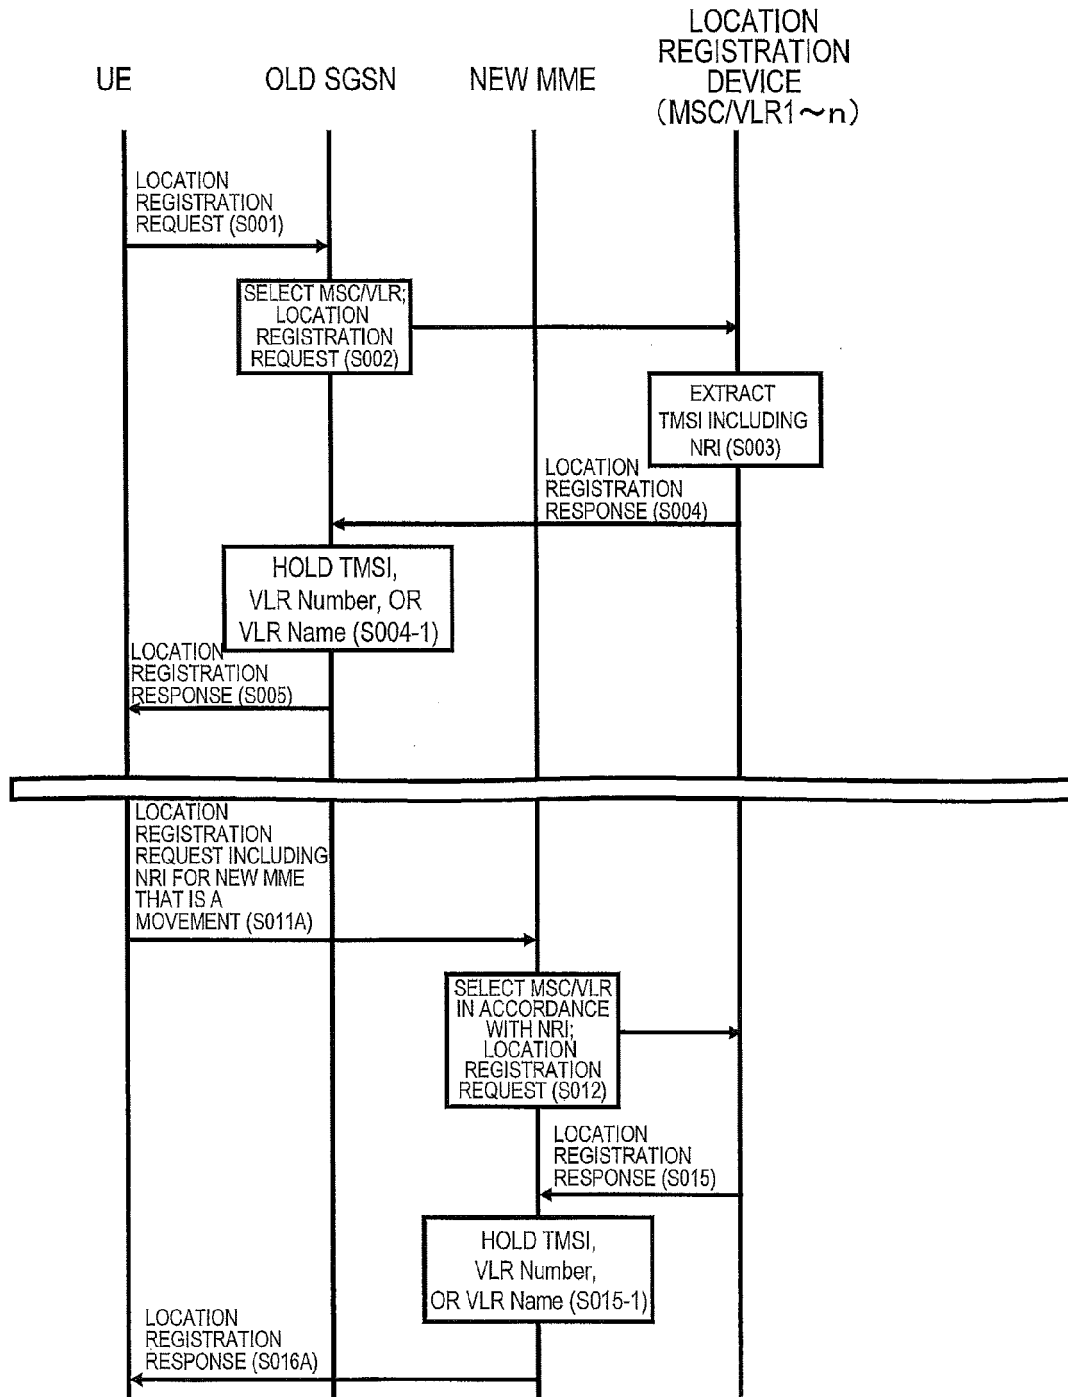 UE
OLD SGSN
NEW MME
LOCATION
REGISTRATION
DEVICE
(MSC/VLR1～n)
LOCATION
REGISTRATION
REQUEST (S001)
SELECT MSC/VLR;
LOCATION
REGISTRATION
REQUEST (S002)
EXTRACT
TMSI INCLUDING
NRI (S003)
LOCATION
REGISTRATION
RESPONSE (S004)
HOLD TMSI,
VLR Number, OR
VLR Name (S004-1)
LOCATION
REGISTRATION
RESPONSE (S005)
LOCATION
REGISTRATION
REQUEST INCLUDING
NRI FOR NEW MME
THAT IS A
MOVEMENT (S011A)
SELECT MSC/VLR
IN ACCORDANCE
WITH NRI;
LOCATION
REGISTRATION
REQUEST (S012)
LOCATION
REGISTRATION
RESPONSE (S015)
HOLD TMSI,
VLR Number,
OR VLR Name (S015-1)
LOCATION
REGISTRATION
RESPONSE (S016A)